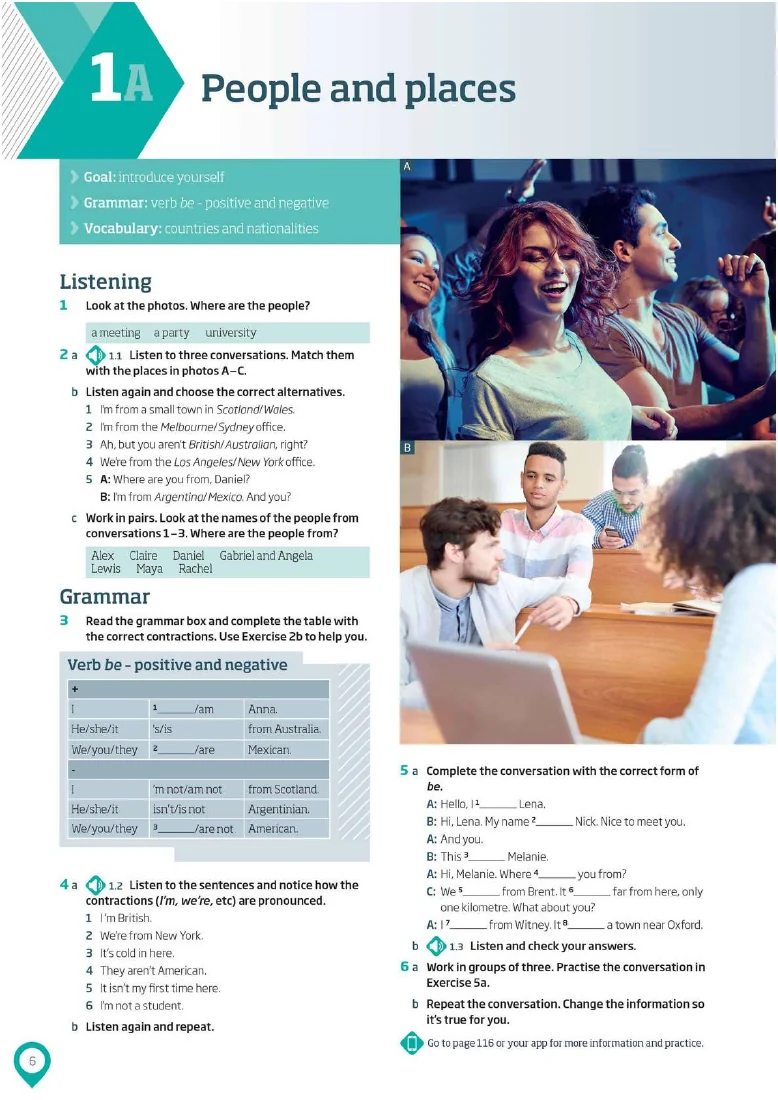 1A
People and places
Goal: introduce yourself
Grammar: verb be – positive and negative
Vocabulary: countries and nationalities
Listening
1 Look at the photos. Where are the people?
a meeting a party university
2 a 1.1 Listen to three conversations. Match them
with the places in photos A–C.
b Listen again and choose the correct alternatives.
1 I'm from a small town in Scotland/Wales.
2 I'm from the Melbourne/Sydney office.
3 Ah, but you aren't British/Australian, right?
4 We're from the Los Angeles/New York office.
5 A: Where are you from, Daniel?
B: I'm from Argentina/Mexico. And you?
c Work in pairs. Look at the names of the people from
conversations 1–3. Where are the people from?
Alex Claire Daniel Gabriel and Angela
Lewis Maya Rachel
Grammar
3 Read the grammar box and complete the table with
the correct contractions. Use Exercise 2b to help you.
Verb be – positive and negative
+
I 1______/am Anna.
He/she/it 's/is from Australia.
We/you/they 2______/are Mexican.
-
I 'm not/am not from Scotland.
He/she/it isn't/is not Argentinian.
We/you/they 3______/are not American.
4 a 1.2 Listen to the sentences and notice how the
contractions (I'm, we're, etc) are pronounced.
1 I'm British.
2 We're from New York.
3 It's cold in here.
4 They aren't American.
5 It isn't my first time here.
6 I'm not a student.
b Listen again and repeat.
5
A
B
5 a Complete the conversation with the correct form of
be.
A: Hello, I 1______ Lena.
B: Hi, Lena. My name 2______ Nick. Nice to meet you.
A: And you.
B: This 3______ Melanie.
A: Hi, Melanie. Where 4______ you from?
C: We 5______ from Brent. It 6______ far from here, only
one kilometre. What about you?
A: I 7______ from Witney. It 8______ a town near Oxford.
b 1.3 Listen and check your answers.
6 a Work in groups of three. Practise the conversation in
Exercise 5a.
b Repeat the conversation. Change the information so
it's true for you.
Go to page 116 or your app for more information and practice.